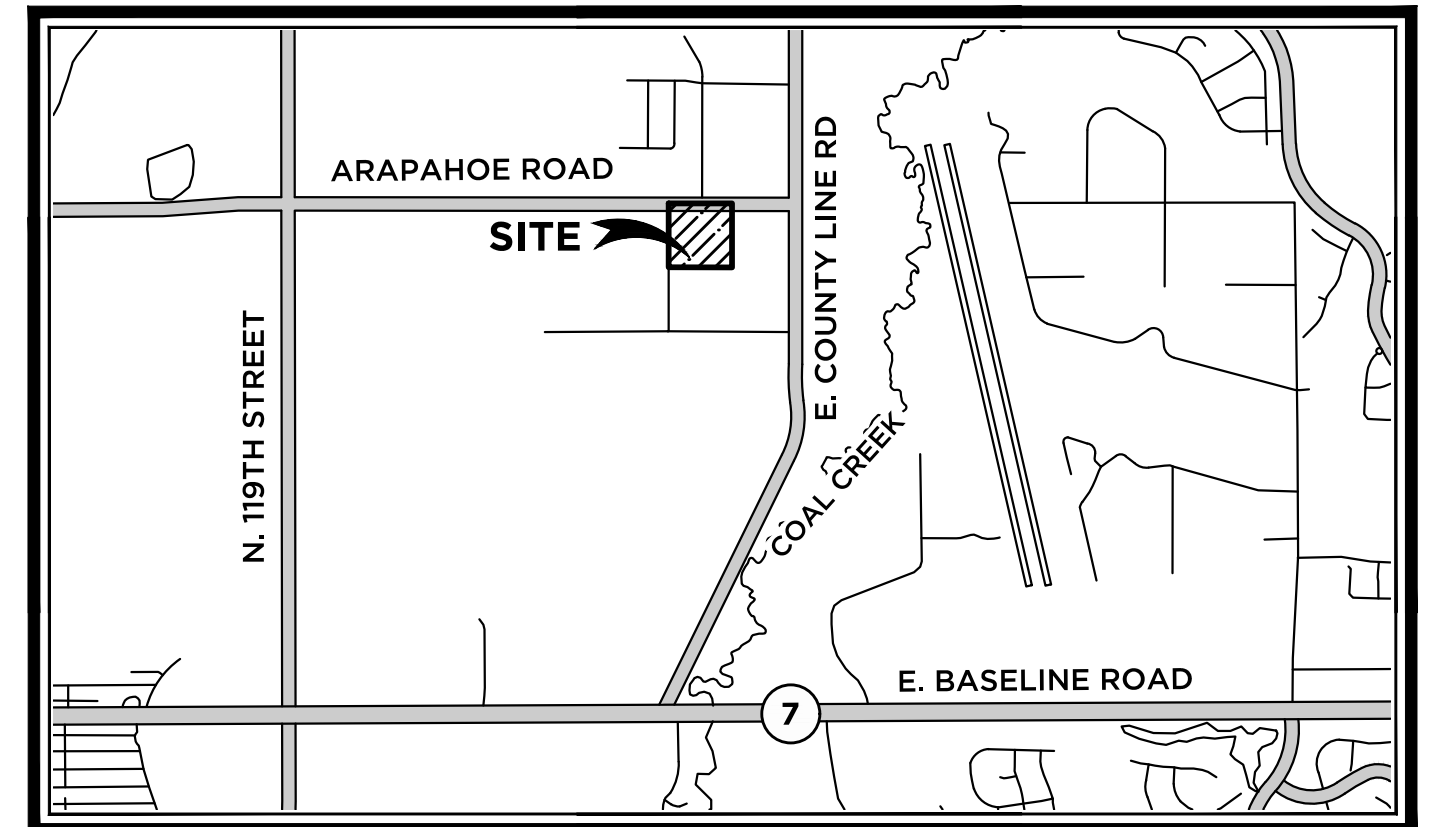 ARAPAHOE ROAD
SITE
E. COUNTY LINE RD
N. 119TH STREET
COAL CREEK
E. BASELINE ROAD
7